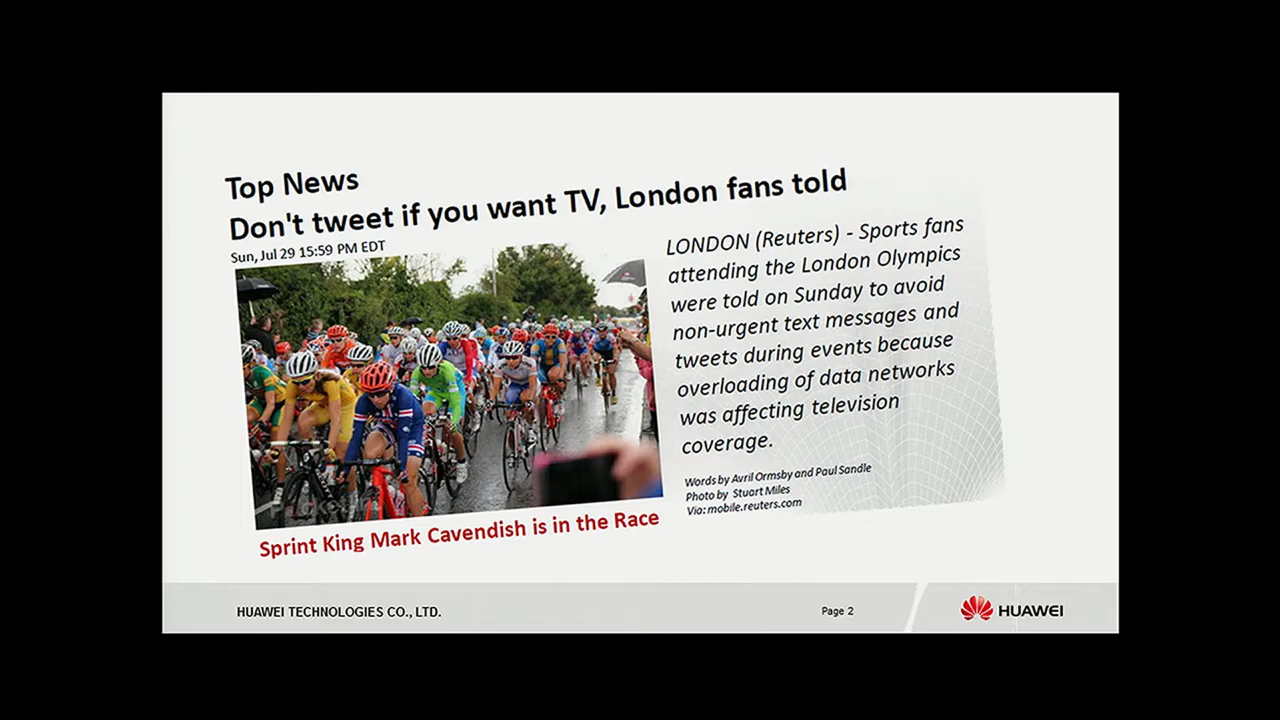 Top News
Don't tweet if you want TV, London fans told
Sun, Jul 29 15:59 PM EDT
LONDON (Reuters) - Sports fans
attending the London Olympics
were told on Sunday to avoid
non-urgent text messages and
tweets during events because
overloading of data networks
was affecting television
coverage.
Words by Avril Ormsby and Paul Sandle
Photo by Stuart Miles
Via: mobile.reuters.com
Sprint King Mark Cavendish is in the Race
HUAWEI TECHNOLOGIES CO., LTD.
Page 2
HUAWEI